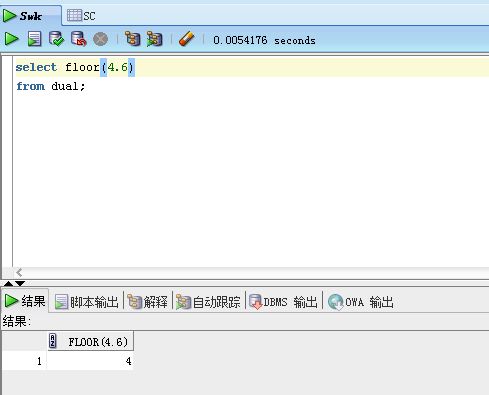 Swk SC
0.0054176 seconds
select floor(4.6)
from dual;
结果 脚本输出 解释 自动跟踪 DBMS 输出 OWA 输出
结果:
FLOOR(4.6)
1 4